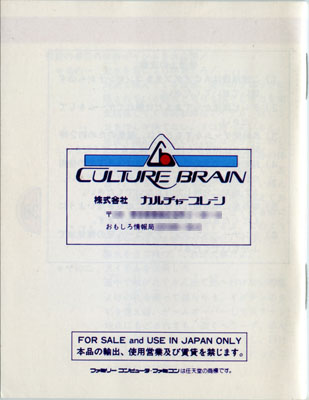 CULTURE BRAIN
株式会社 カルチャーブレーン
〒
おもしろ情報局
FOR SALE and USE IN JAPAN ONLY
本品の輸出、使用営業及び賃貸を禁じます。
ファミリーコンピュータ・ファミコンは任天堂の商標です。